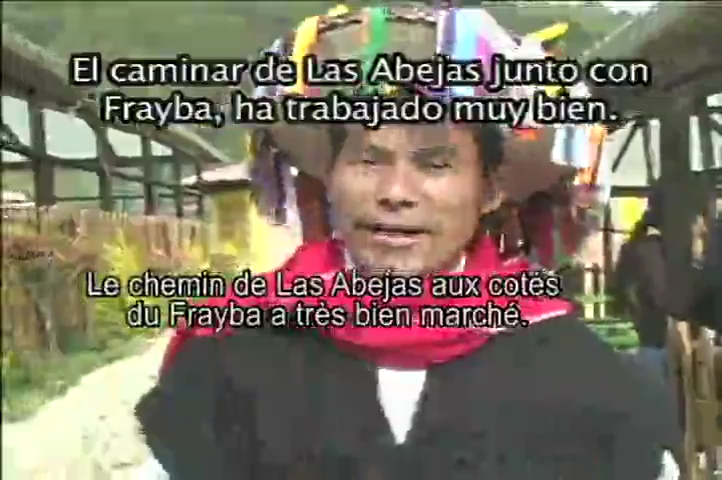 El caminar de Las Abejas junto con
Frayba, ha trabajado muy bien.
Le chemin de Las Abejas aux cotés
du Frayba a très bien marché.